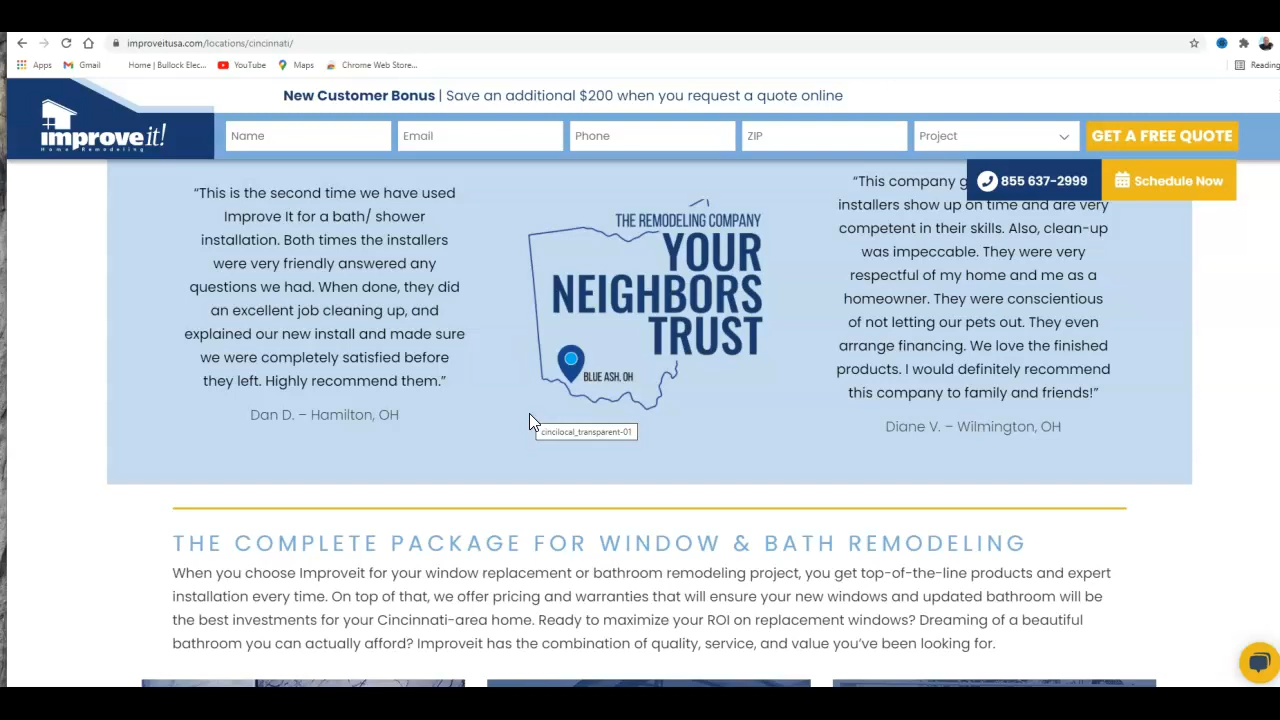 improveitusa.com/locations/cincinnati/
Apps
Gmail
Home | Bullock Elec...
YouTube
Maps
Chrome Web Store...
Reading
New Customer Bonus | Save an additional $200 when you request a quote online
improveit!
Home Remodeling
Name
Email
Phone
ZIP
Project
GET A FREE QUOTE
855 637-2999
Schedule Now
“This is the second time we have used
Improve It for a bath/ shower
installation. Both times the installers
were very friendly answered any
questions we had. When done, they did
an excellent job cleaning up, and
explained our new install and made sure
we were completely satisfied before
they left. Highly recommend them.”
Dan D. – Hamilton, OH
THE REMODELING COMPANY
YOUR
NEIGHBORS
TRUST
BLUE ASH, OH
cincilocal_transparent-01
“This company g
installers show up on time and are very
competent in their skills. Also, clean-up
was impeccable. They were very
respectful of my home and me as a
homeowner. They were conscientious
of not letting our pets out. They even
arrange financing. We love the finished
products. I would definitely recommend
this company to family and friends!”
Diane V. – Wilmington, OH
THE COMPLETE PACKAGE FOR WINDOW & BATH REMODELING
When you choose Improveit for your window replacement or bathroom remodeling project, you get top-of-the-line products and expert
installation every time. On top of that, we offer pricing and warranties that will ensure your new windows and updated bathroom will be
the best investments for your Cincinnati-area home. Ready to maximize your ROI on replacement windows? Dreaming of a beautiful
bathroom you can actually afford? Improveit has the combination of quality, service, and value you’ve been looking for.